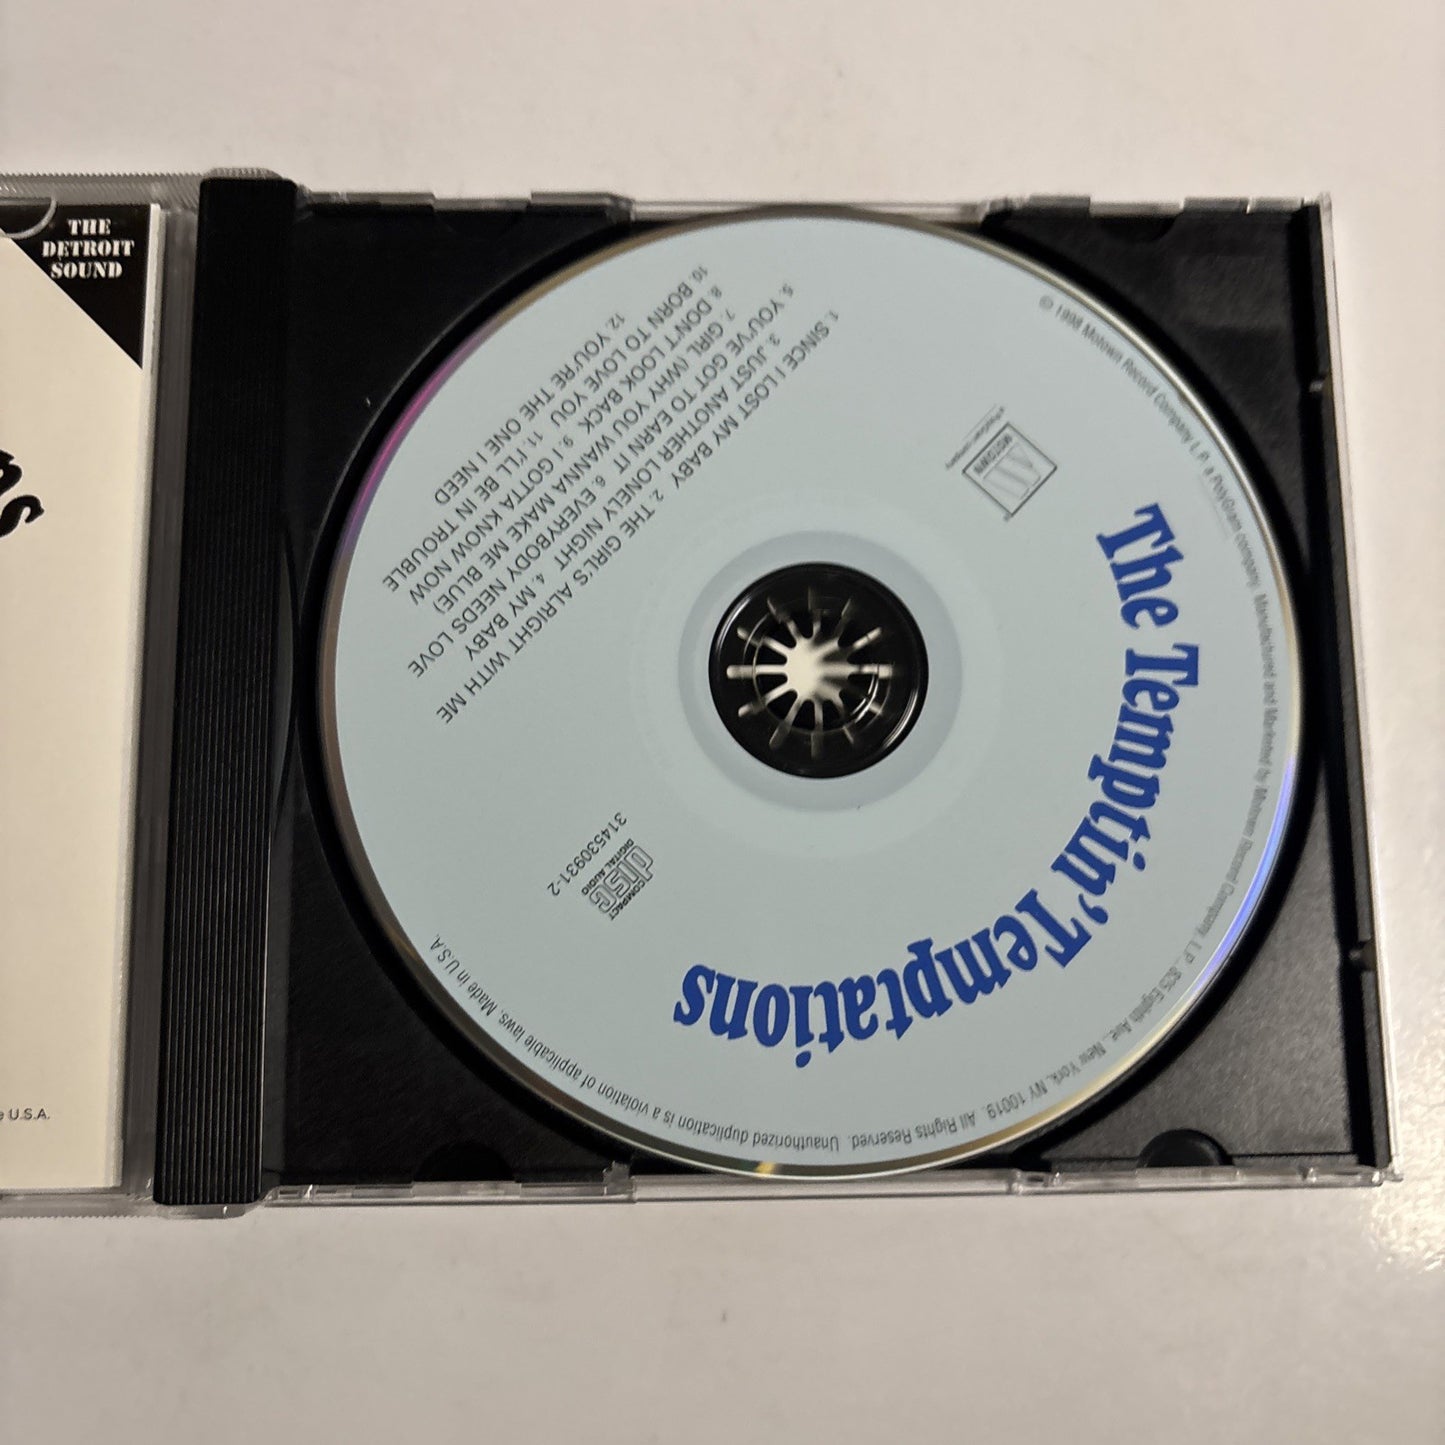 THE
DETROIT
SOUND
U.S.A.
The Temptin' Temptations
MOTOWN
1. SINCE I LOST MY BABY 2. THE GIRL'S ALRIGHT WITH ME
3. JUST ANOTHER LONELY NIGHT 4. MY BABY
5. YOU'VE GOT TO EARN IT 6. EVERYBODY NEEDS LOVE
7. GIRL (WHY YOU WANNA MAKE ME BLUE)
8. DON'T LOOK BACK 9. I GOTTA KNOW NOW
10. BORN TO LOVE YOU 11. I'LL BE IN TROUBLE
12. YOU'RE THE ONE I NEED
COMPACT
disc
DIGITAL AUDIO
314530931-2
© 1998 Motown Record Company, L.P. a PolyGram company. Manufactured and Marketed by Motown Record Company, L.P. 825 Eighth Ave. New York, NY 10019. All Rights Reserved. Unauthorized duplication is a violation of applicable laws. Made in U.S.A.